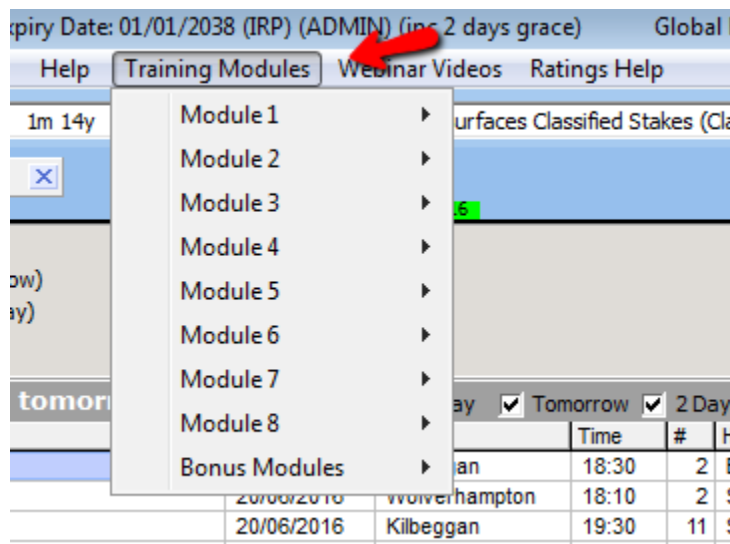 piry Date: 01/01/2038 (IRP) (ADMIN) (inc 2 days grace) Global
Help Training Modules Webinar Videos Ratings Help
1m 14y Module 1 urfaces Classified Stakes (Cla
Module 2
Module 3
Module 4
ow)
Module 5
ay)
Module 6
Module 7
tomor ay Tomorrow 2 Day
Module 8
Time #
Bonus Modules gan 18:30 2
20/06/2016 Wolverhampton 18:10 2
20/06/2016 Kilbeggan 19:30 11